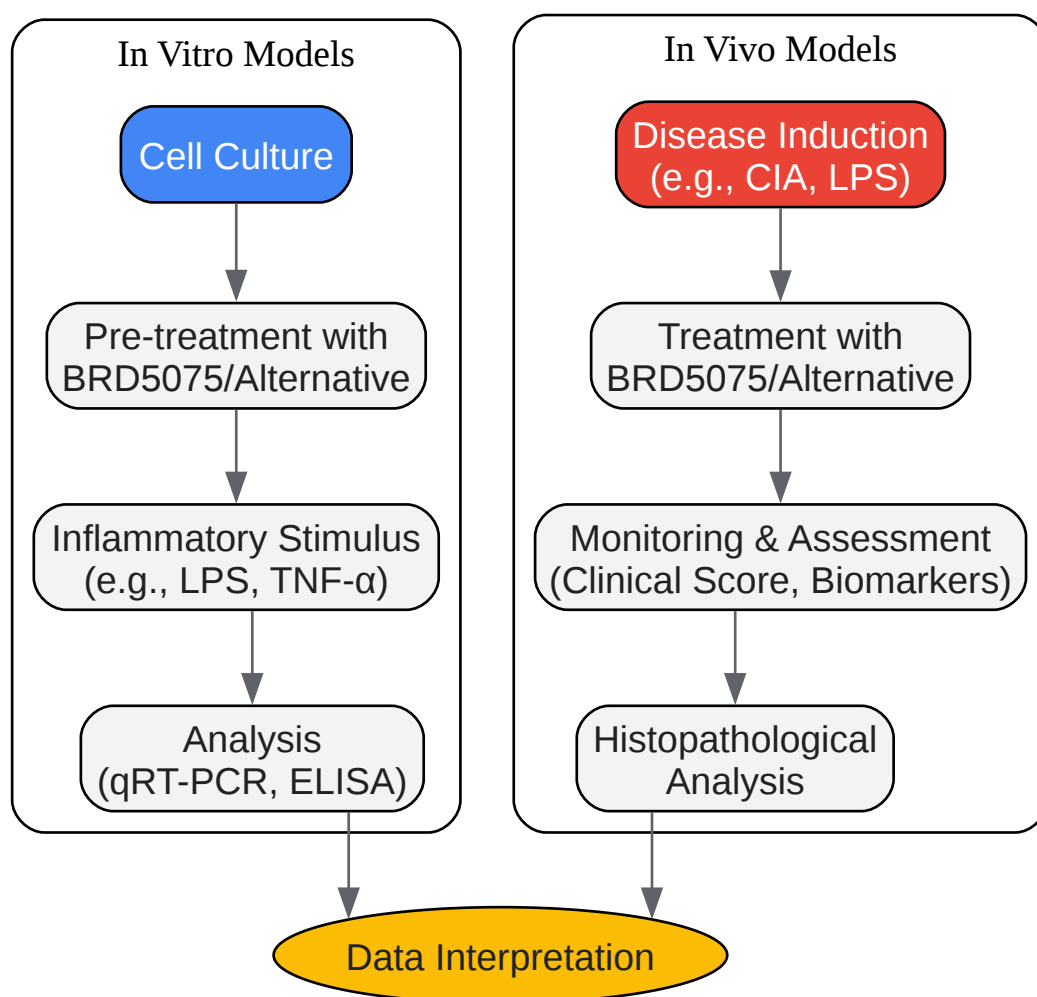 In Vitro Models
Cell Culture
Pre-treatment with
BRD5075/Alternative
Inflammatory Stimulus
(e.g., LPS, TNF-α)
Analysis
(qRT-PCR, ELISA)
In Vivo Models
Disease Induction
(e.g., CIA, LPS)
Treatment with
BRD5075/Alternative
Monitoring & Assessment
(Clinical Score, Biomarkers)
Histopathological
Analysis
Data Interpretation